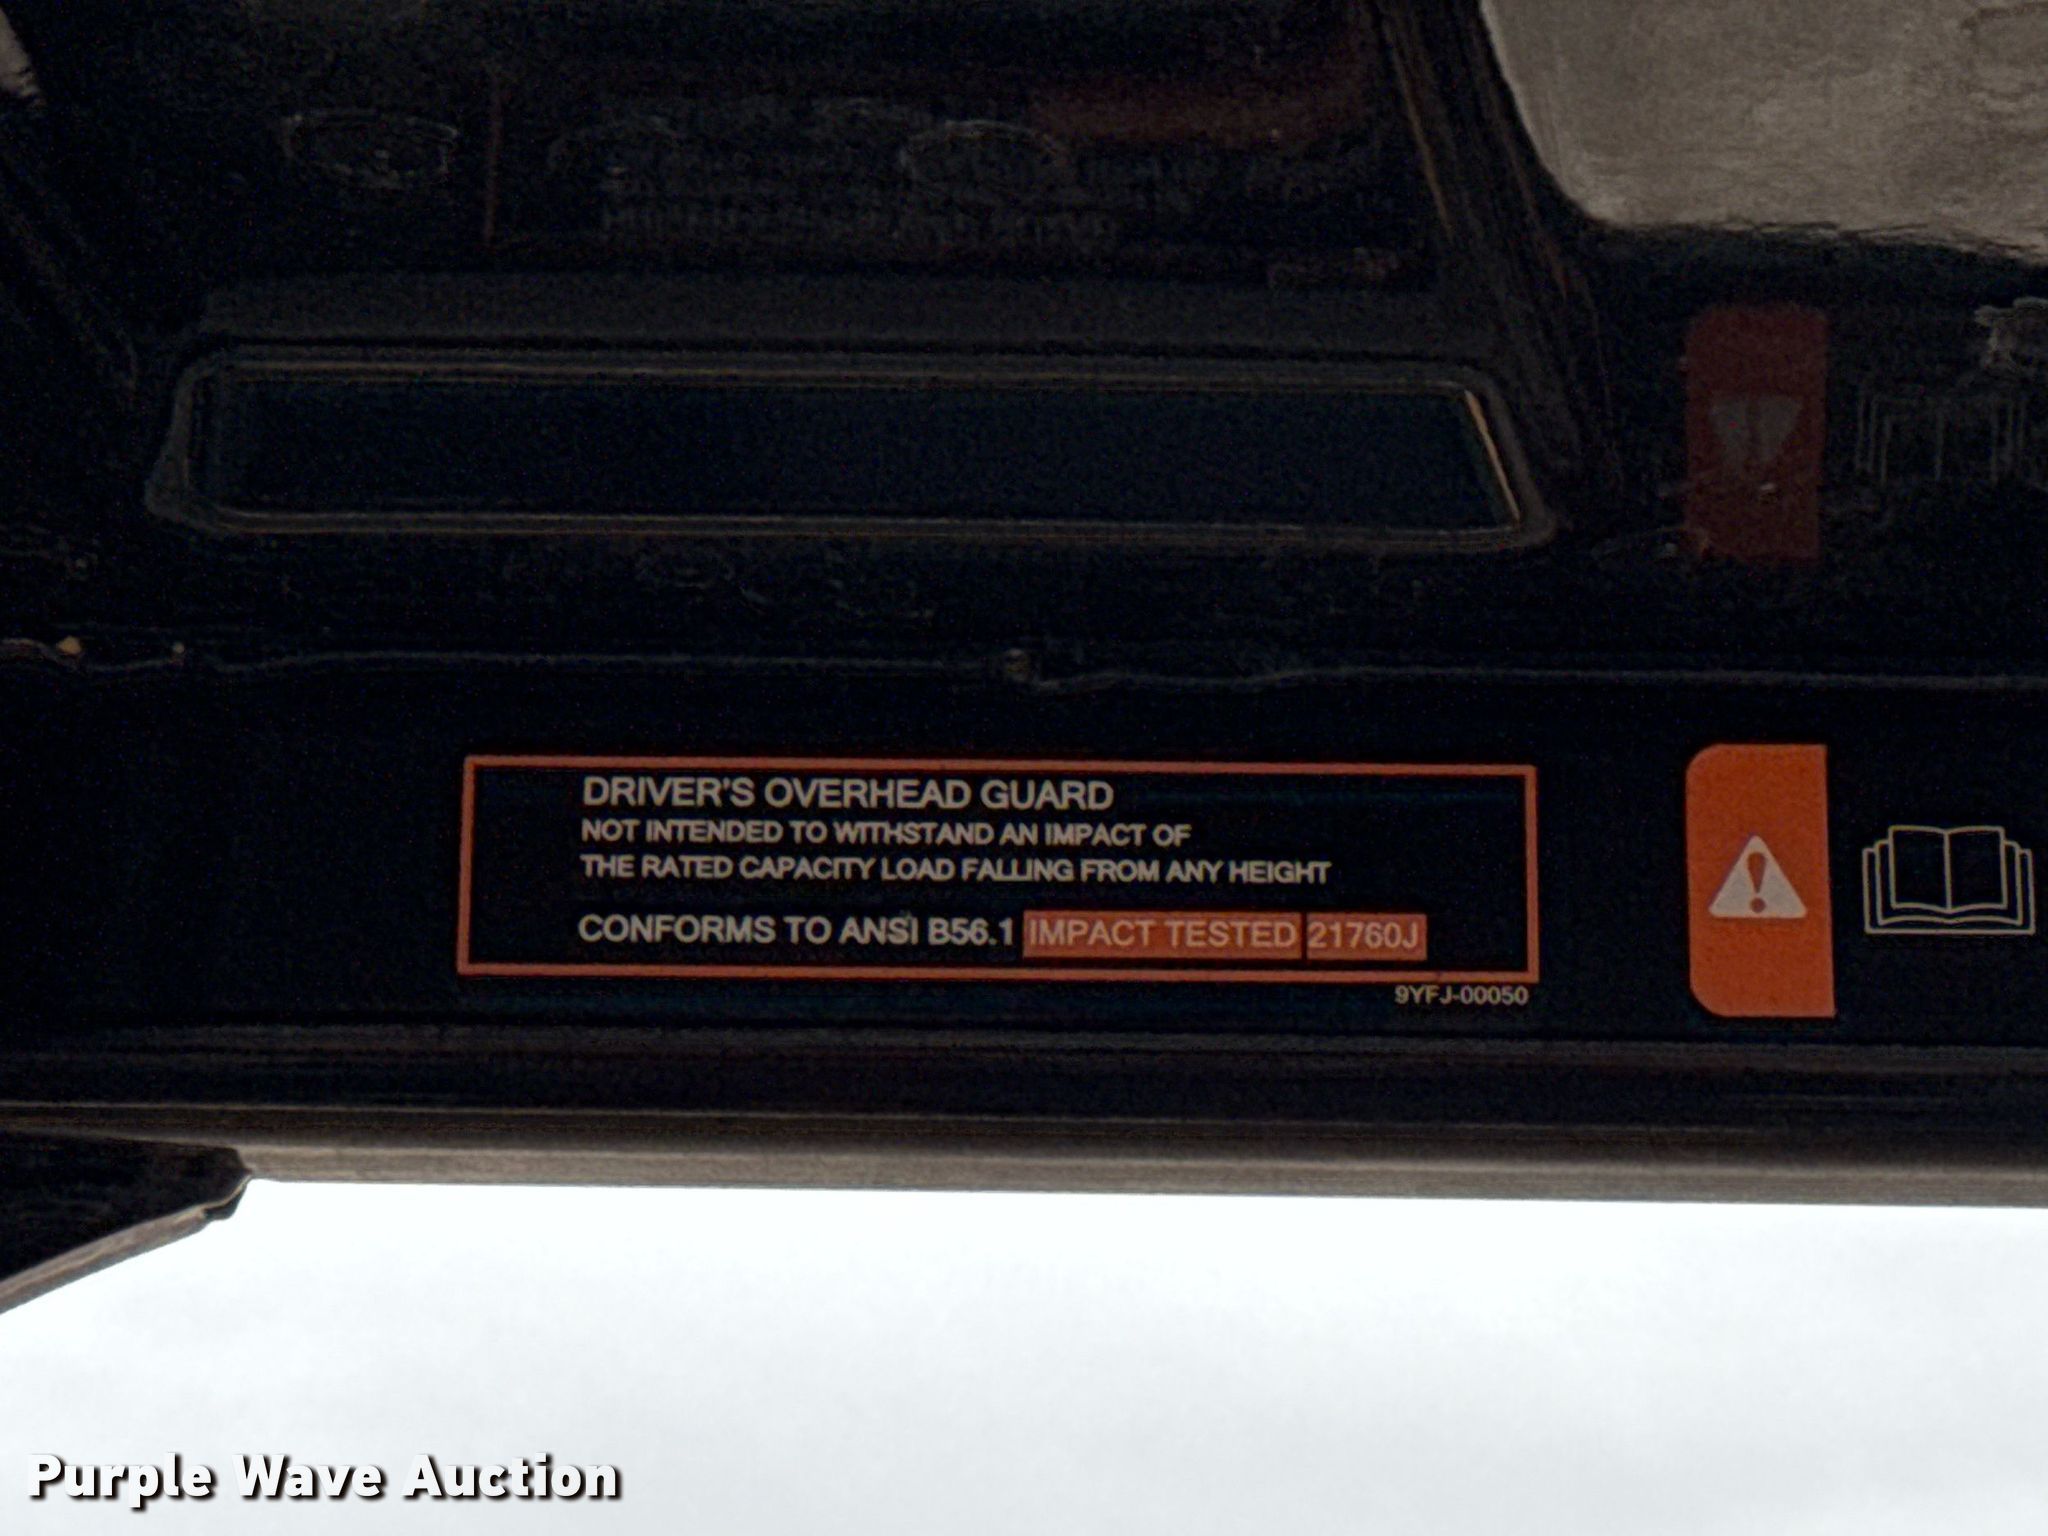 DRIVER'S OVERHEAD GUARD
NOT INTENDED TO WITHSTAND AN IMPACT OF
THE RATED CAPACITY LOAD FALLING FROM ANY HEIGHT
CONFORMS TO ANSI B56.1 IMPACT TESTED 21760J
9YFJ-00050
Purple Wave Auction